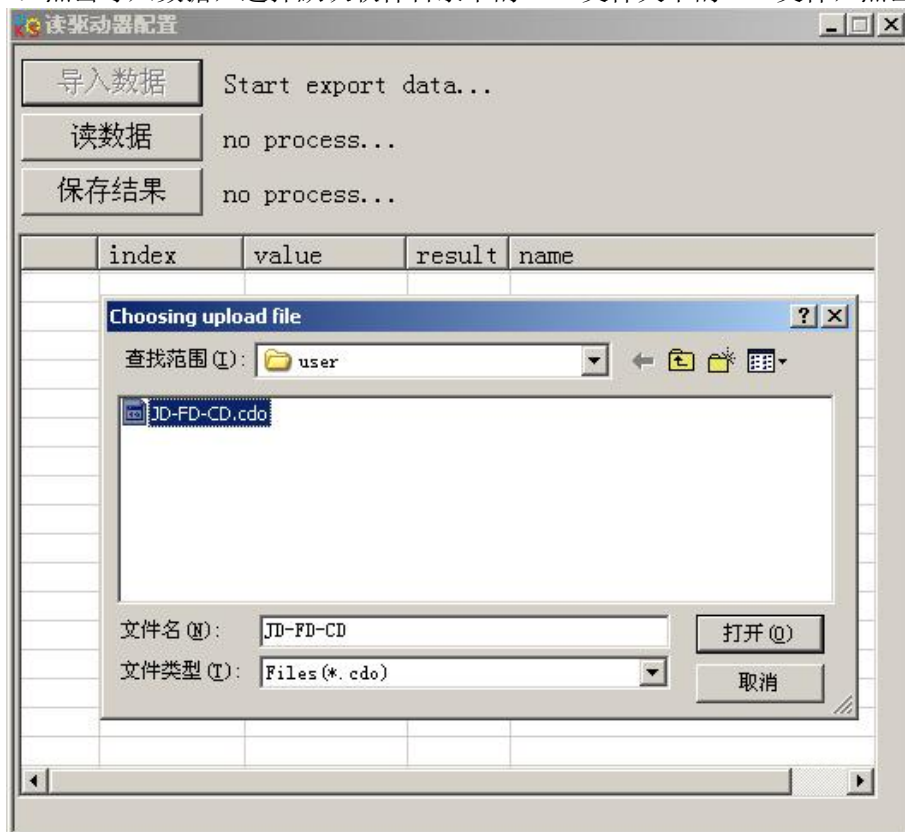 读驱动器配置
导入数据 Start export data...
读数据 no process...
保存结果 no process...
index value result name
Choosing upload file
查找范围(I): user
JD-FD-CD.cdo
文件名(N): JD-FD-CD
打开(O)
文件类型(T): Files(*.cdo)
取消